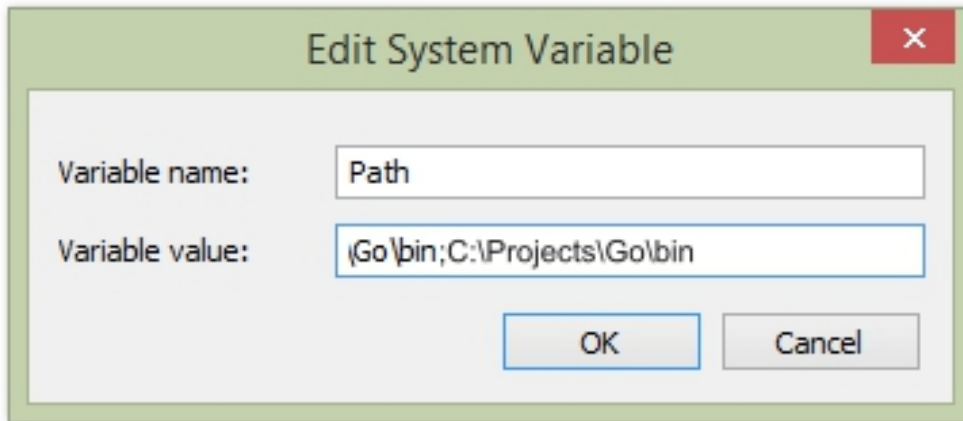 Edit System Variable
Variable name: Path
Variable value: \Go\bin;C:\Projects\Go\bin
OK Cancel